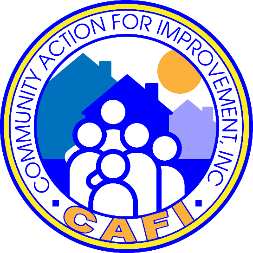 • COMMUNITY ACTION FOR IMPROVEMENT, INC •
CAFI